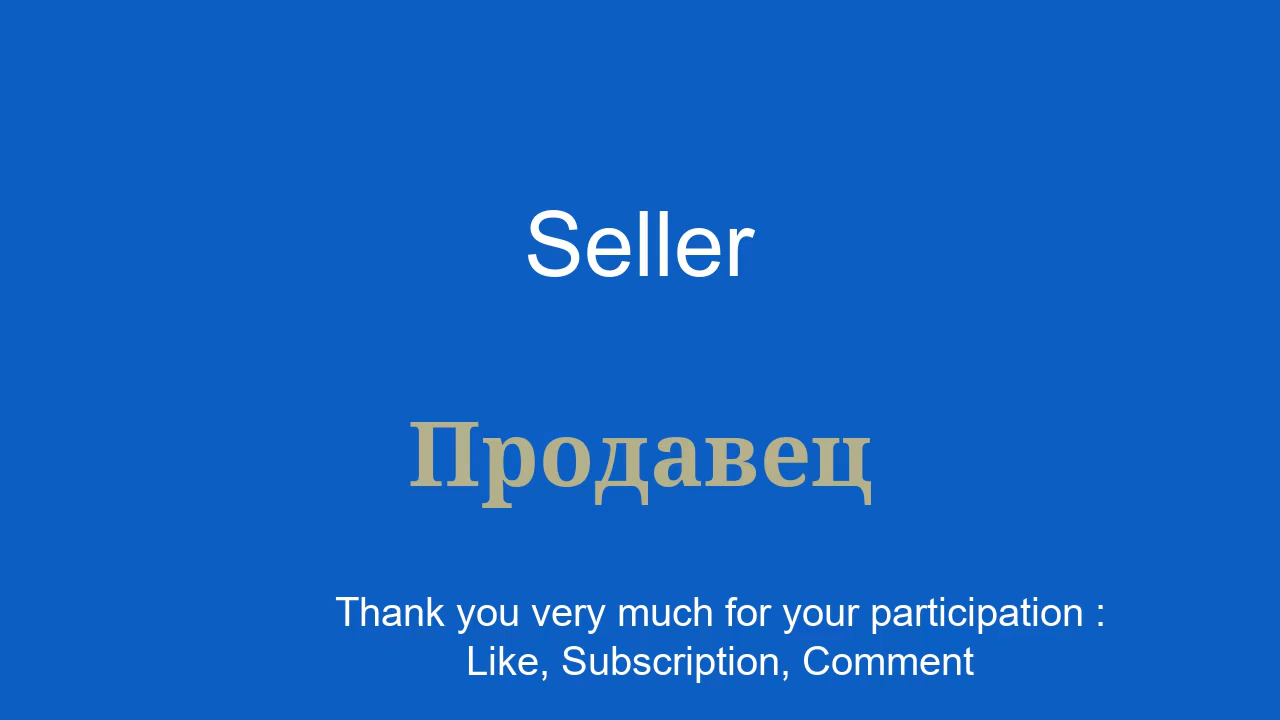 Seller
Продавец
Thank you very much for your participation :
Like, Subscription, Comment